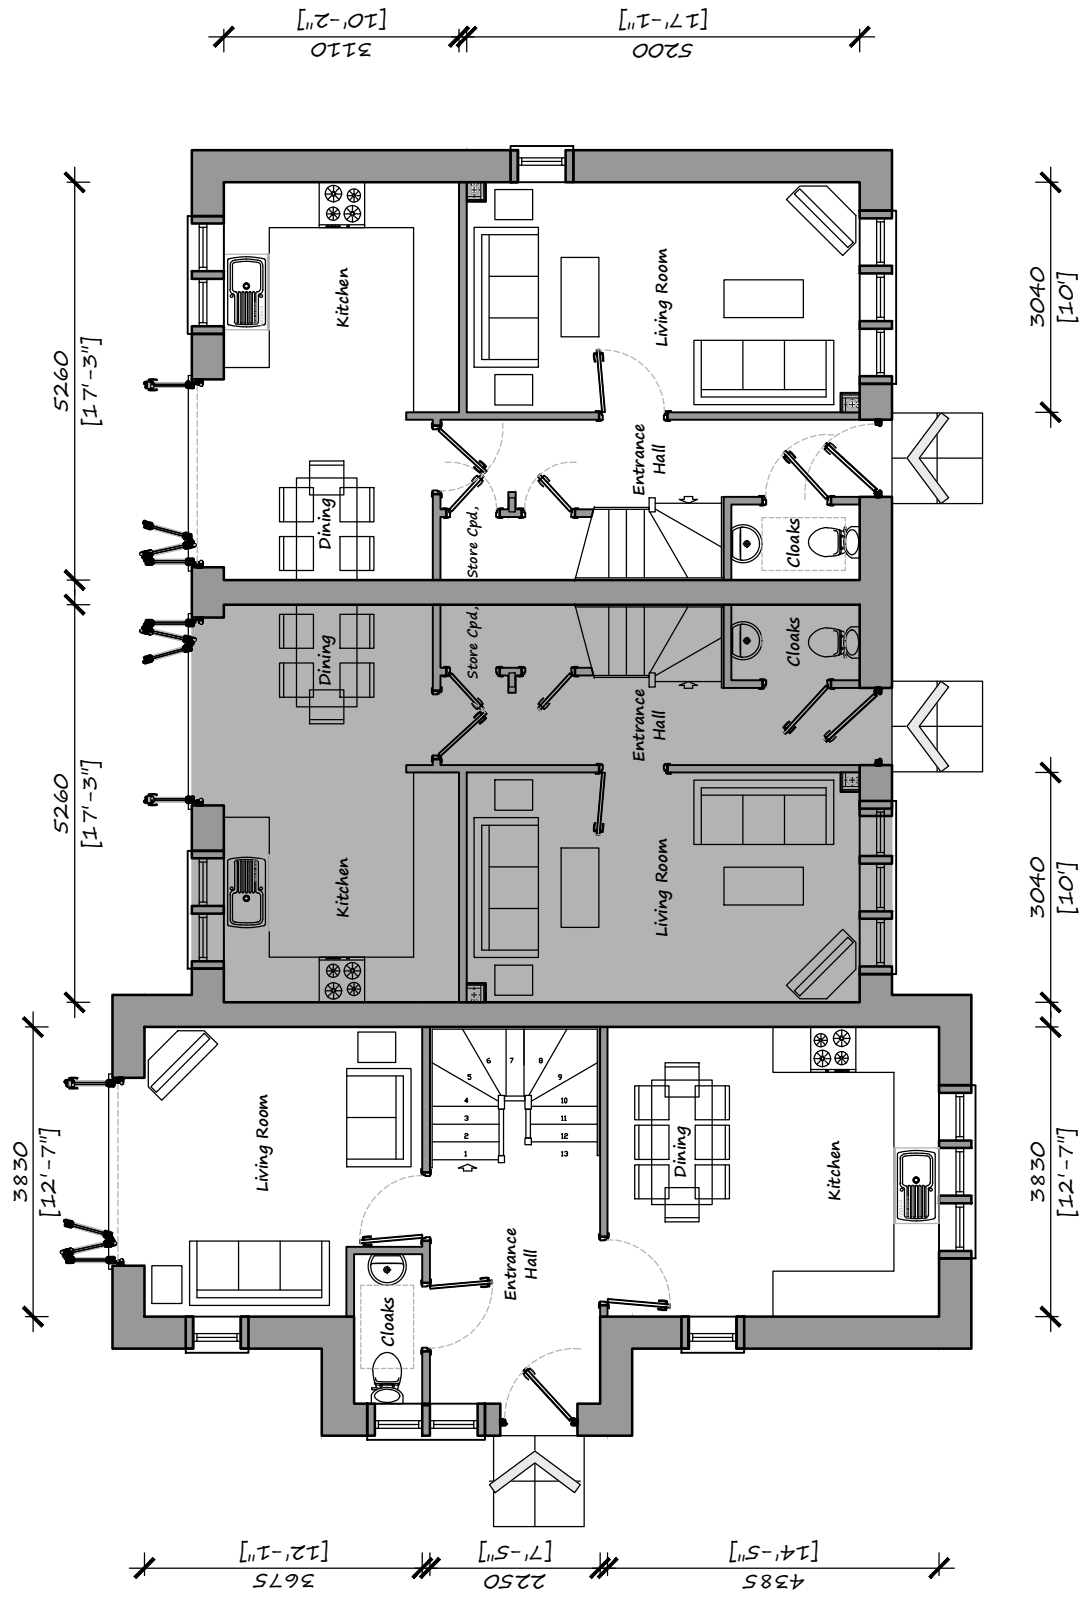 [10'-2"]
3110
[17'-1"]
5200
5260
[17'-3"]
3040
[10']
Kitchen
Living Room
Dining
Store Cpd,
Entrance
Hall
Cloaks
5260
[17'-3"]
3040
[10']
Dining
Store Cpd,
Entrance
Hall
Cloaks
Kitchen
Living Room
3830
[12'-7"]
3830
[12'-7"]
Living Room
1
2
3
4
5
6
7
8
9
10
11
12
13
Dining
Kitchen
Entrance
Hall
Cloaks
[12'-1"]
3675
[7'-5"]
2250
[14'-5"]
4385